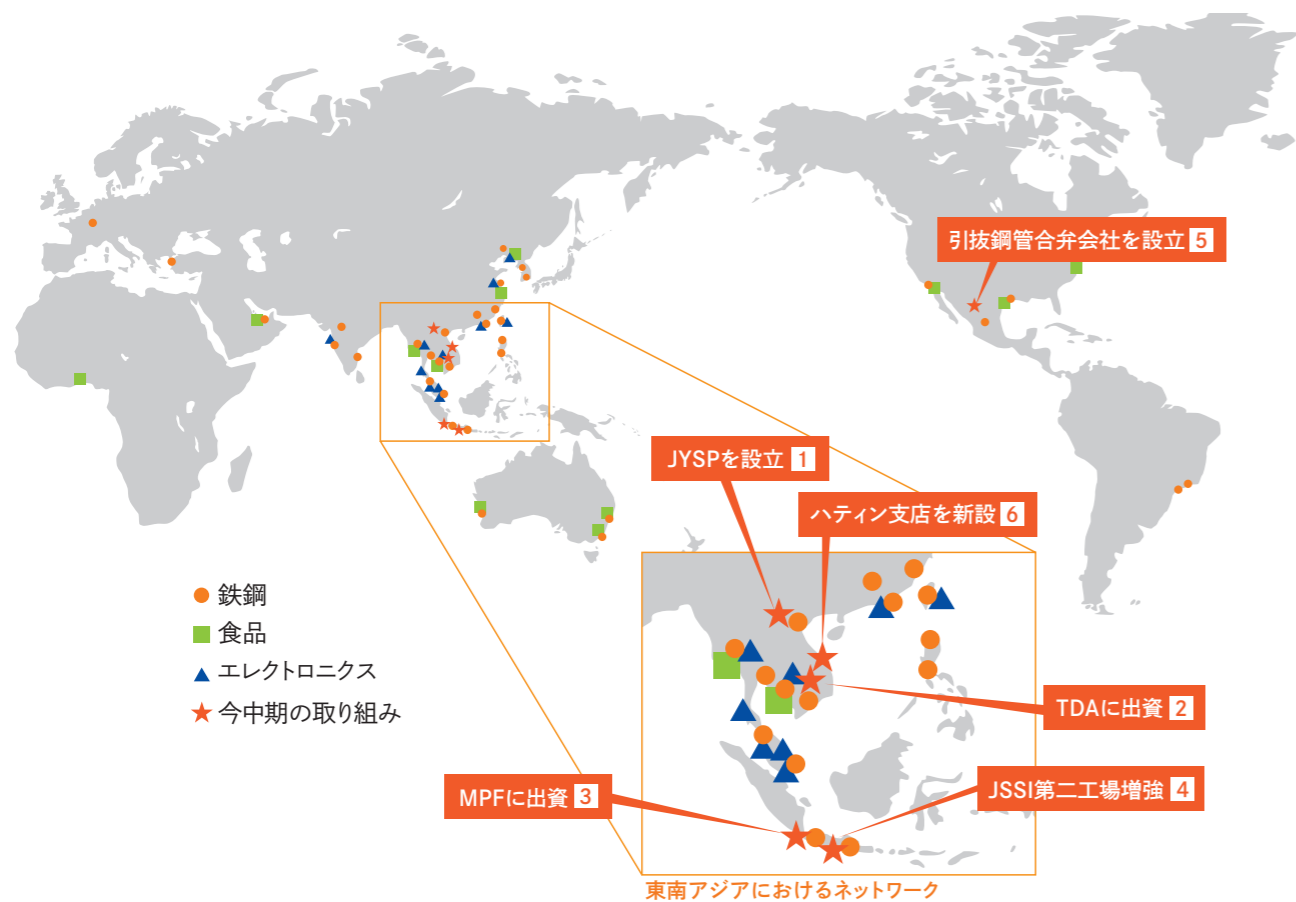 引抜鋼管合弁会社を設立 5
JYSPを設立 1
ハティン支店を新設 6
鉄鋼
食品
エレクトロニクス
今中期の取り組み
TDAに出資 2
MPFに出資 3
JSSI第二工場増強 4
東南アジアにおけるネットワーク